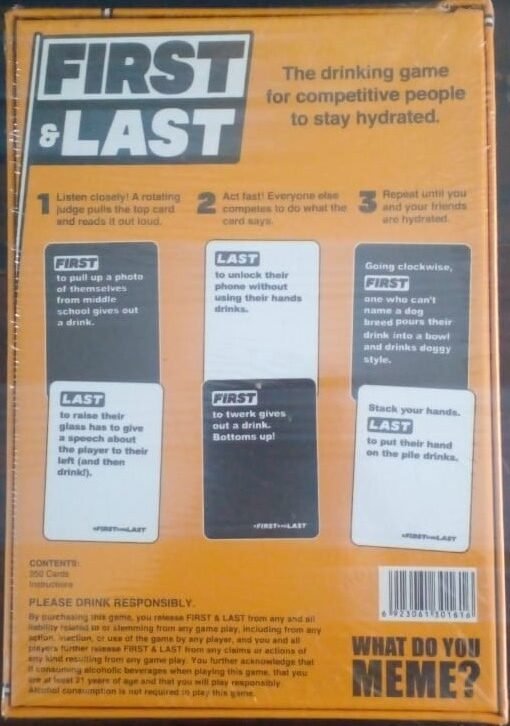 FIRST
& LAST
The drinking game
for competitive people
to stay hydrated.
1 Listen closely! A rotating
judge pulls the top card
and reads it out loud.
2 Act fast! Everyone else
competes to do what the
card says.
3 Repeat until you
and your friends
are hydrated.
FIRST
to pull up a photo
of themselves
from middle
school gives out
a drink.
LAST
to unlock their
phone without
using their hands
drinks.
Going clockwise,
FIRST
one who can't
name a dog
breed pours their
drink into a bowl
and drinks doggy
style.
LAST
to raise their
glass has to give
a speech about
the player to their
left (and then
drink!).
FIRST
to twerk gives
out a drink.
Bottoms up!
Stack your hands.
LAST
to put their hand
on the pile drinks.
#FIRSTandLAST
#FIRSTandLAST
#FIRSTandLAST
CONTENTS:
350 Cards
Instructions
PLEASE DRINK RESPONSIBLY.
By purchasing this game, you release FIRST & LAST from any and all
liability related to or stemming from any game play, including from any
action, inaction, or use of the game by any player, and you and all
players further release FIRST & LAST from any claims or actions of
any kind resulting from any game play. You further acknowledge that
if consuming alcoholic beverages when playing this game, that you
are at least 21 years of age and that you will play responsibly.
Alcohol consumption is not required to play this game.
6 923061 301616
WHAT DO YOU
MEME?